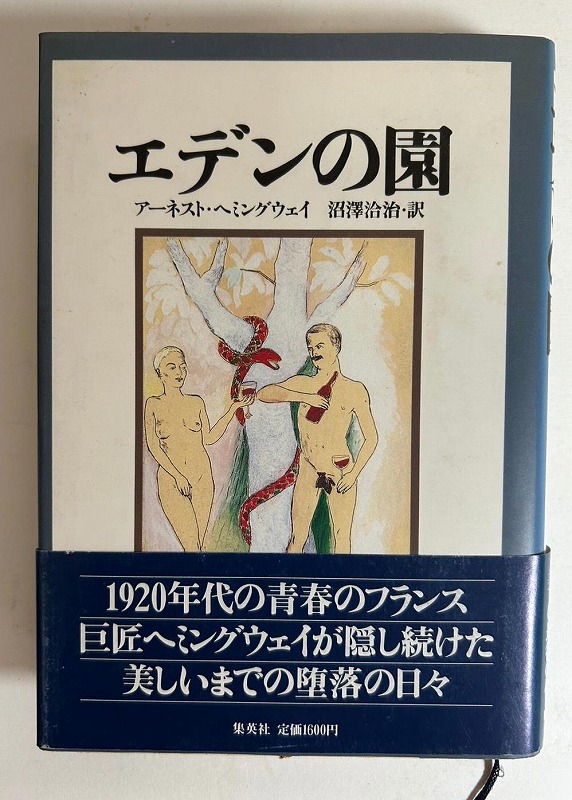 エデンの園
アーネスト・ヘミングウェイ　沼澤洽治・訳
1920年代の青春のフランス
巨匠ヘミングウェイが隠し続けた
美しいまでの堕落の日々
集英社 定価1600円